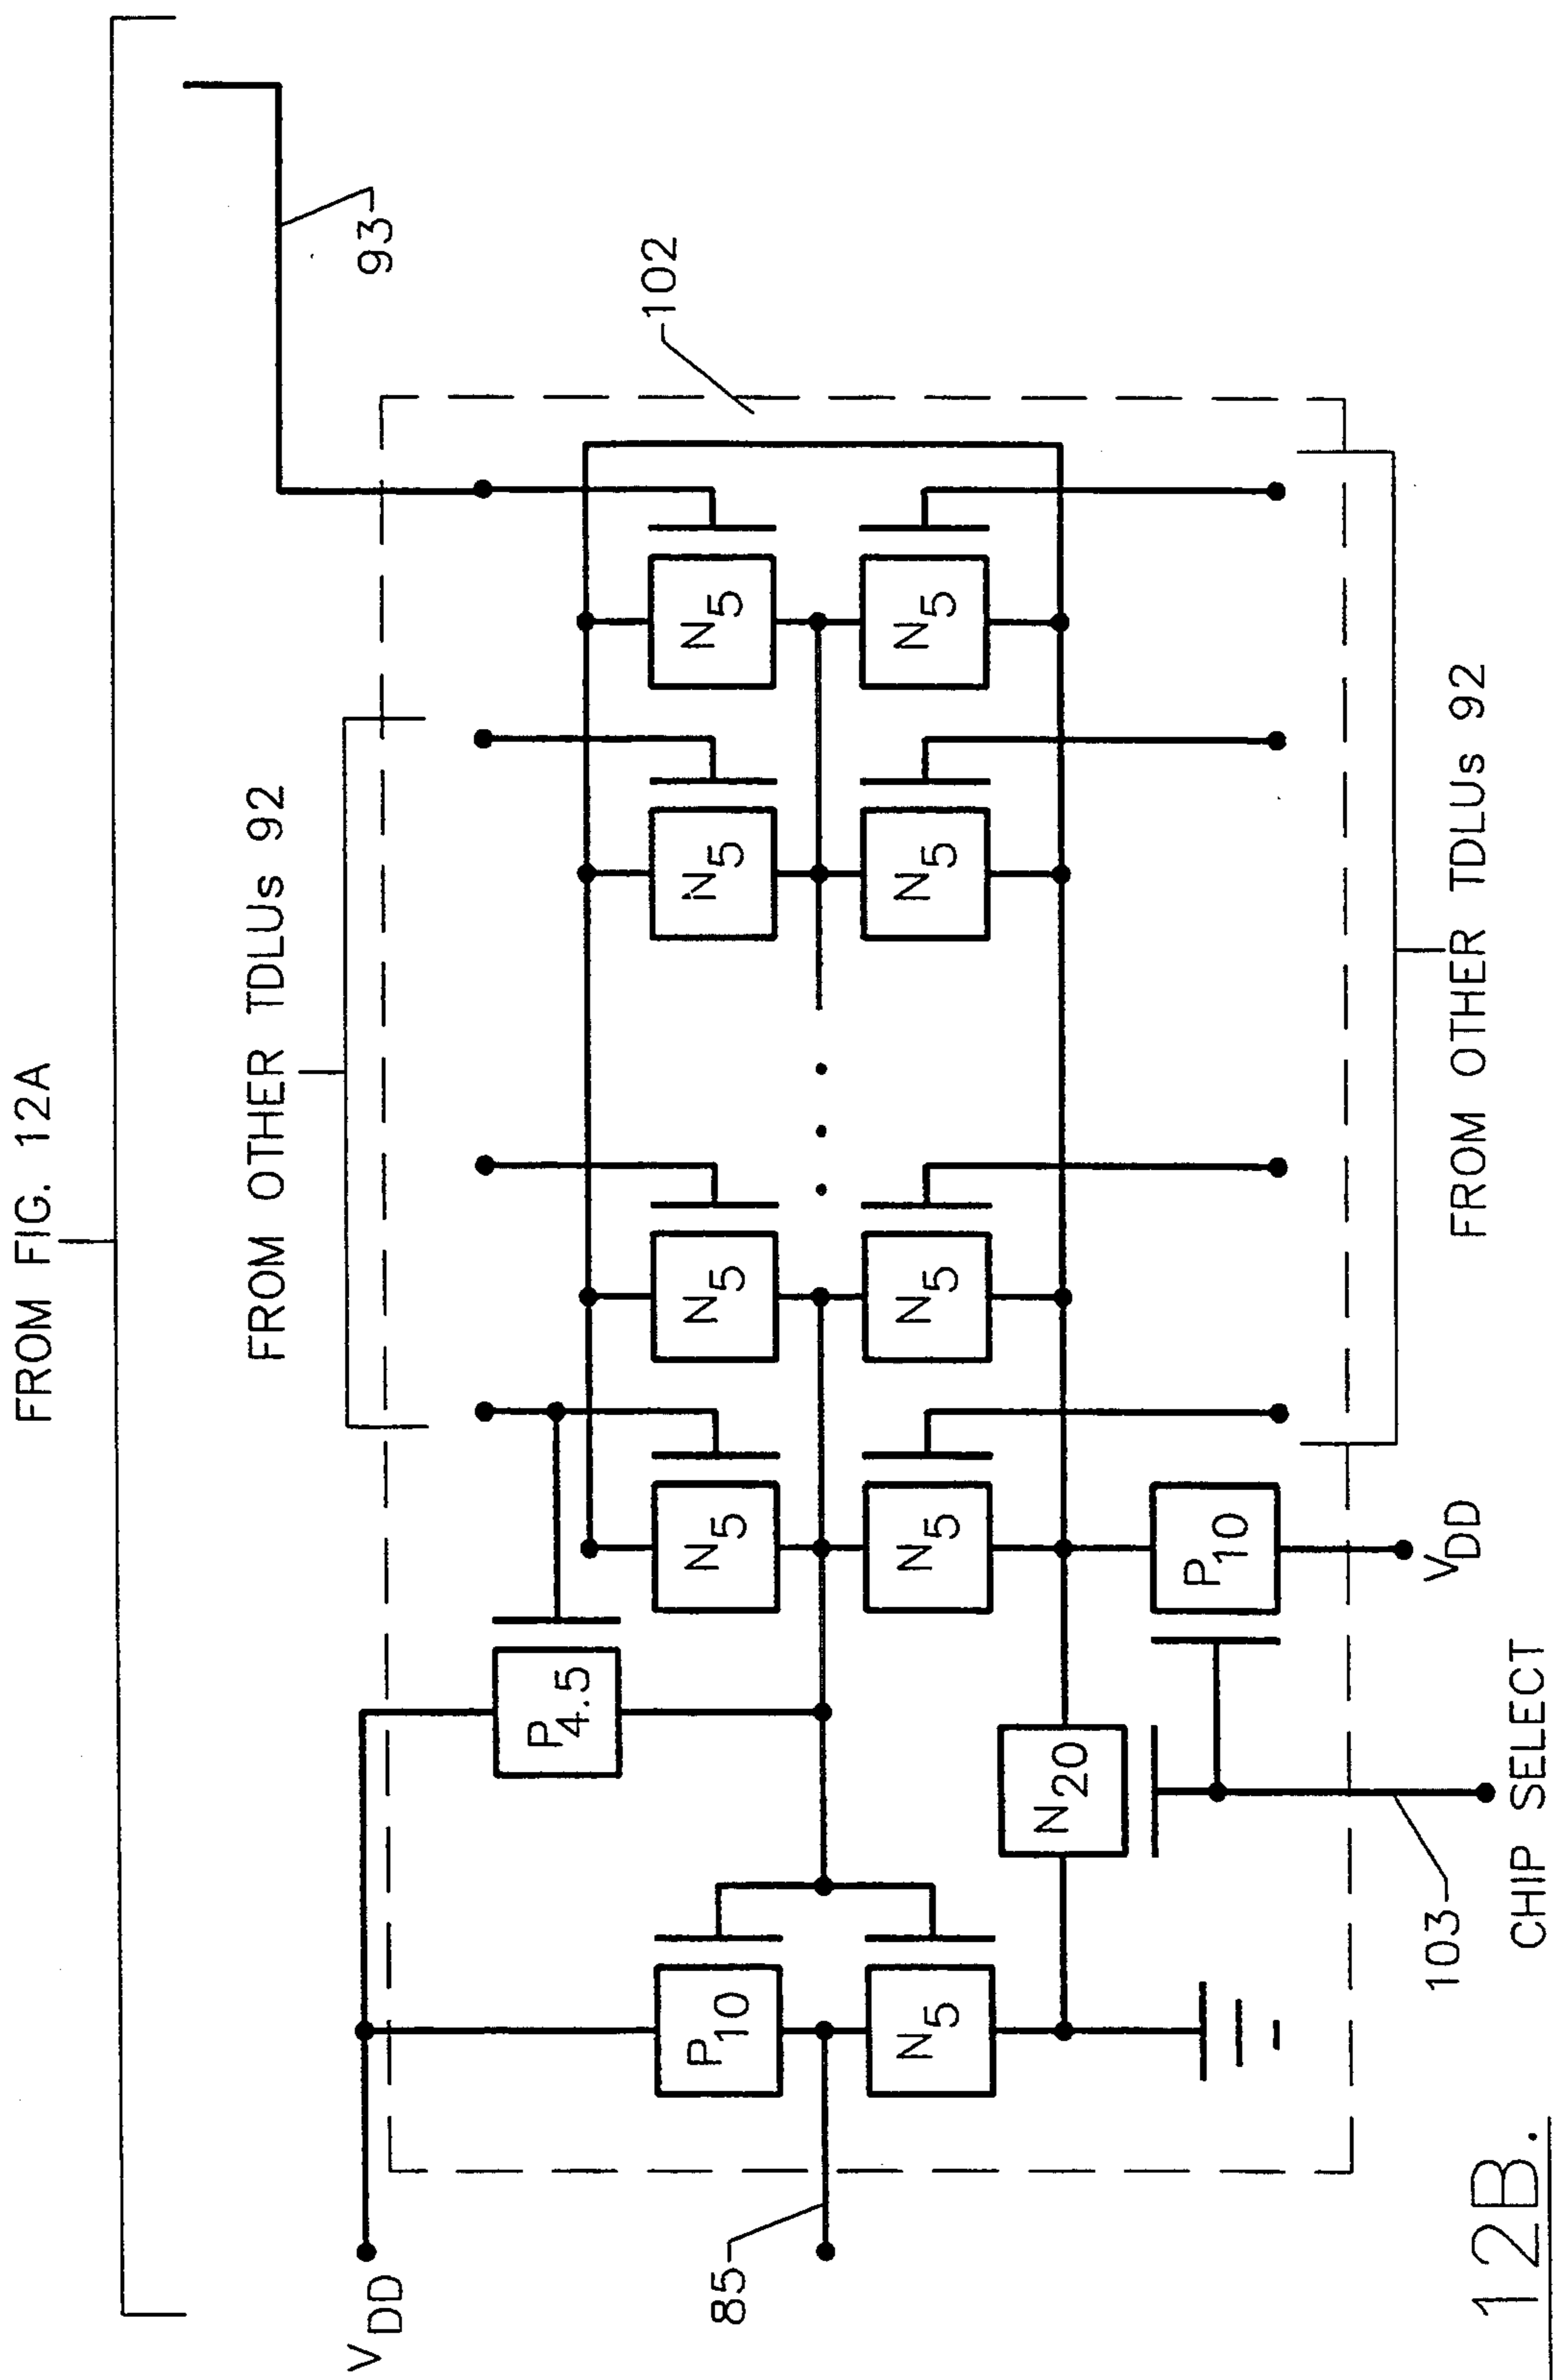 FROM FIG. 12A
93
FROM OTHER TDLUs 92
102
VDD
P4.5
P10
N5
N5
N5
N5
N5
85
N5
N5
N5
N5
N20
P10
VDD
103
CHIP SELECT
FROM OTHER TDLUs 92
12B.